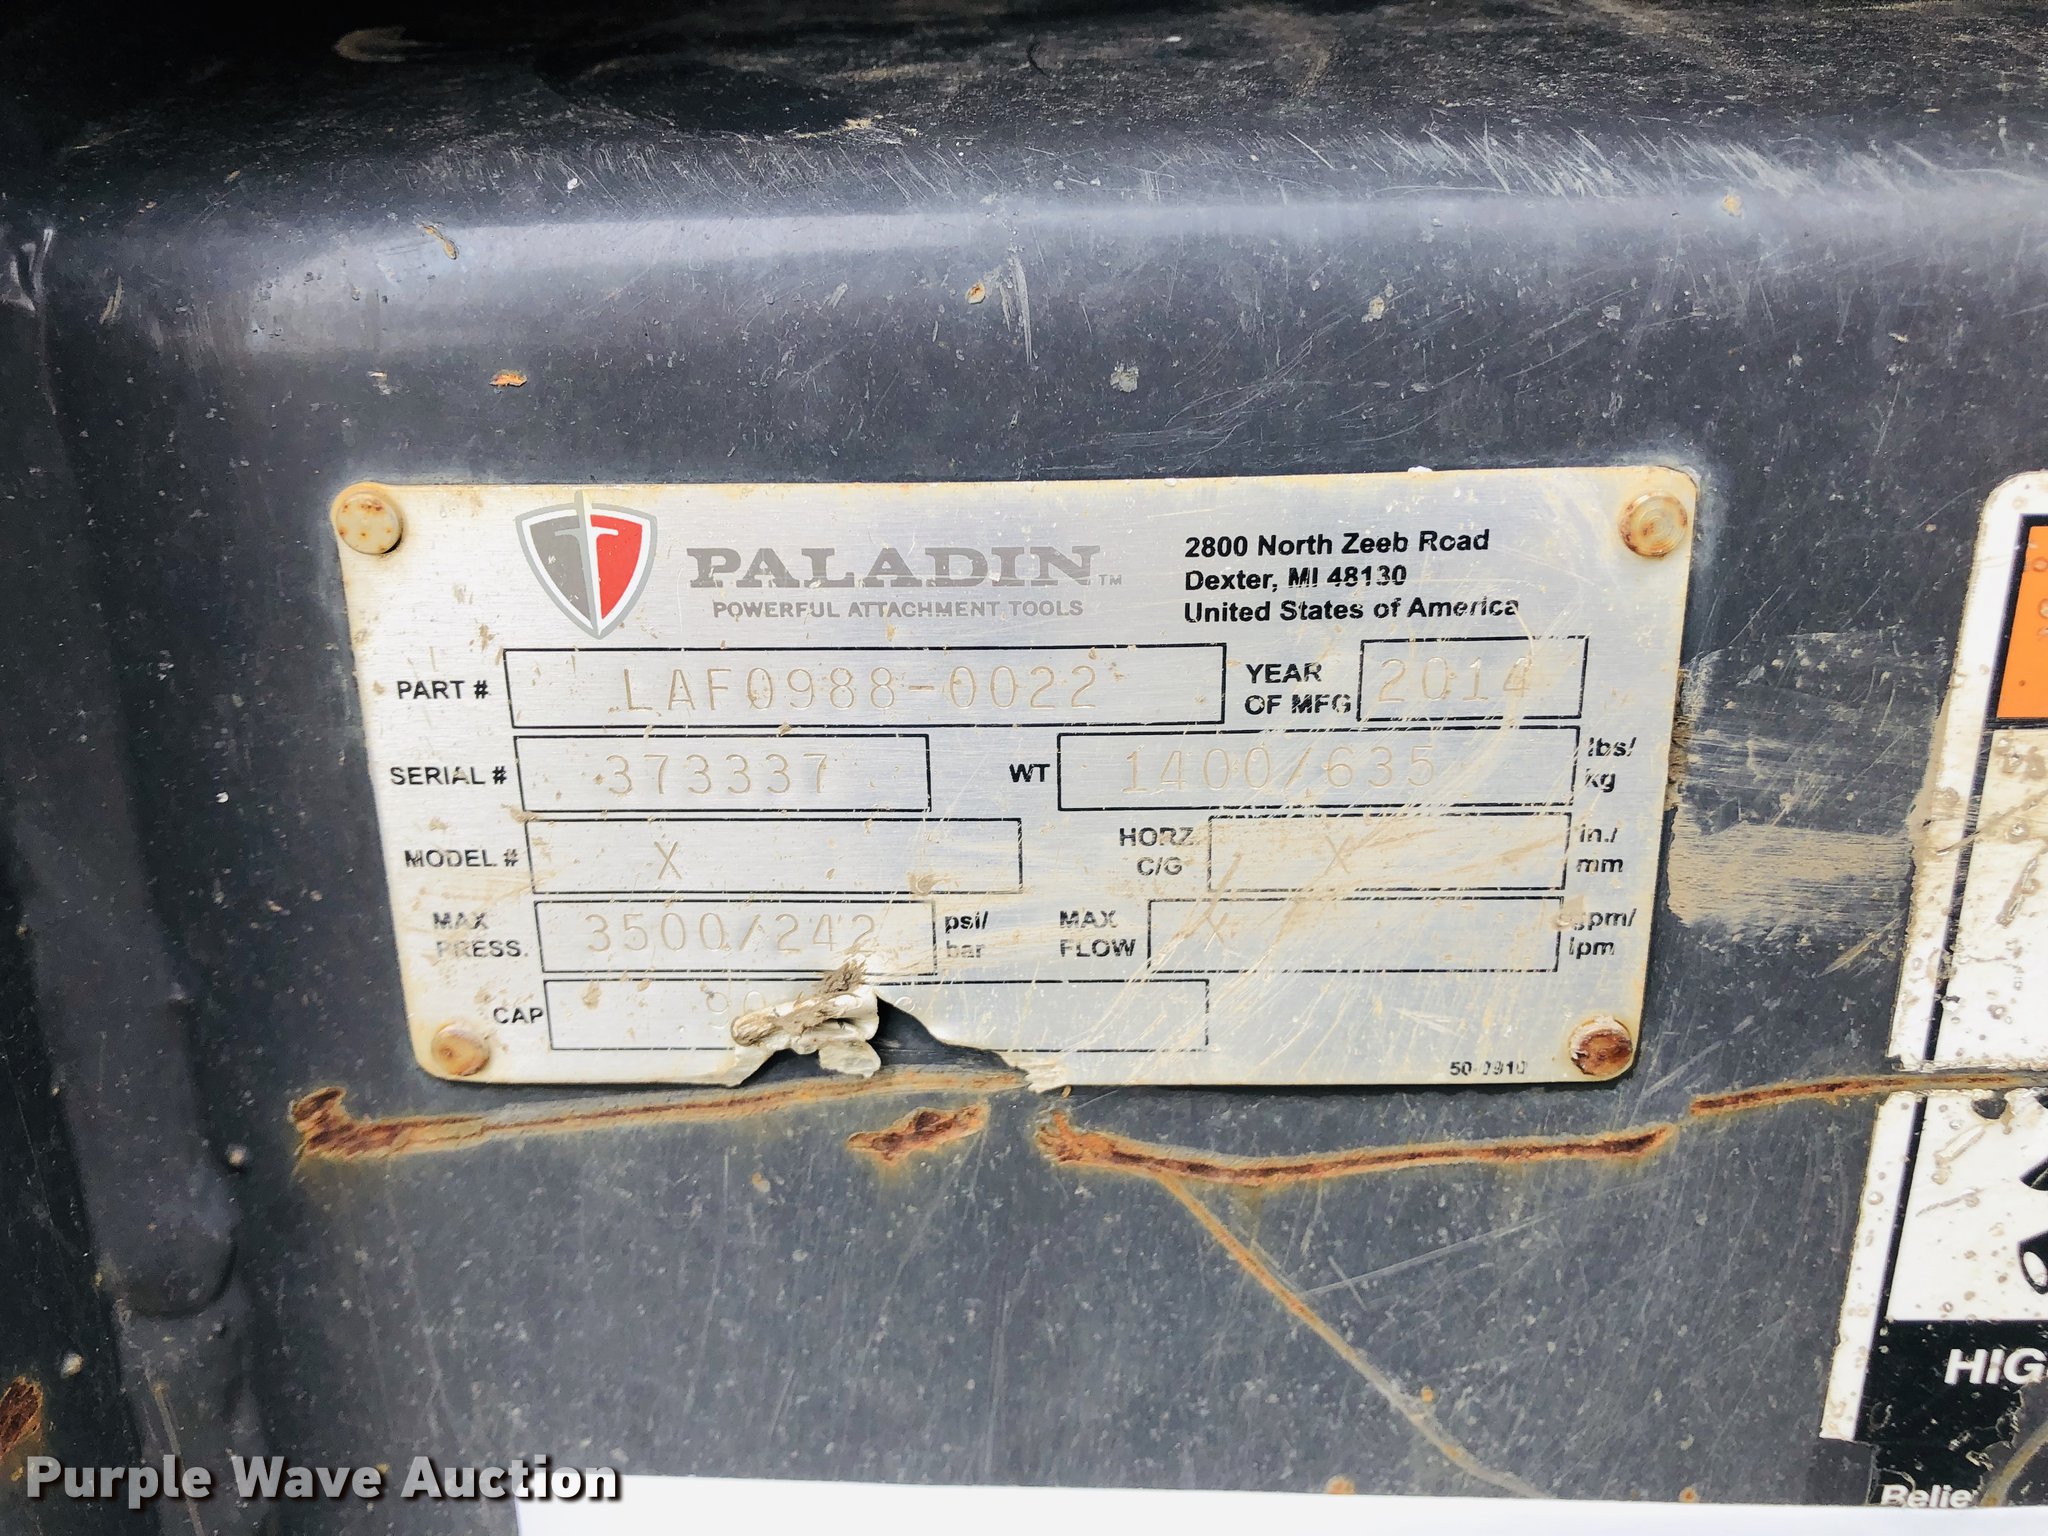 PALADIN™
POWERFUL ATTACHMENT TOOLS
2800 North Zeeb Road
Dexter, MI 48130
United States of America
PART # LAF0988-0022
YEAR OF MFG 2014
SERIAL # 373337
WT 1400/635 lbs/ kg
MODEL # X
HORZ. C/G X in./ mm
MAX PRESS. 3500/242 psi/ bar
MAX FLOW X gpm/ lpm
CAP
HIG
Belie
Purple Wave Auction